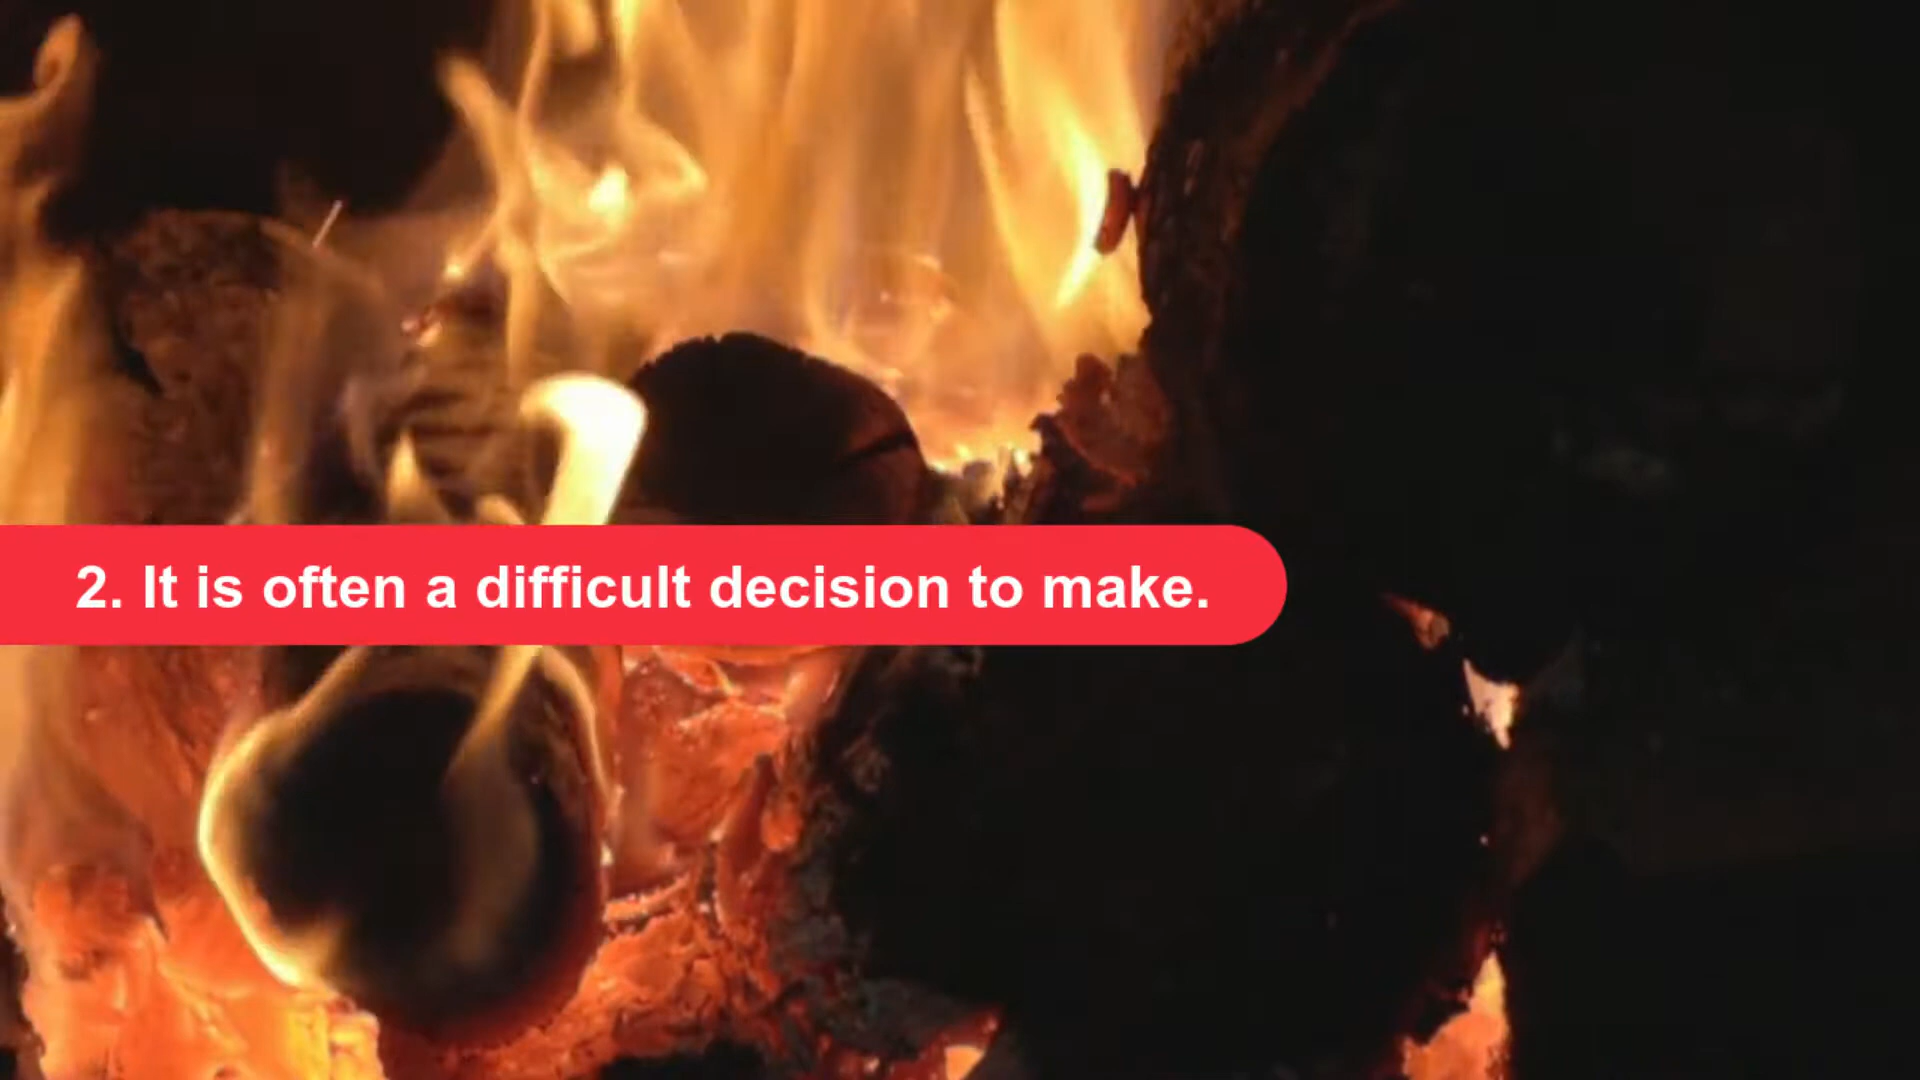 2. It is often a difficult decision to make.